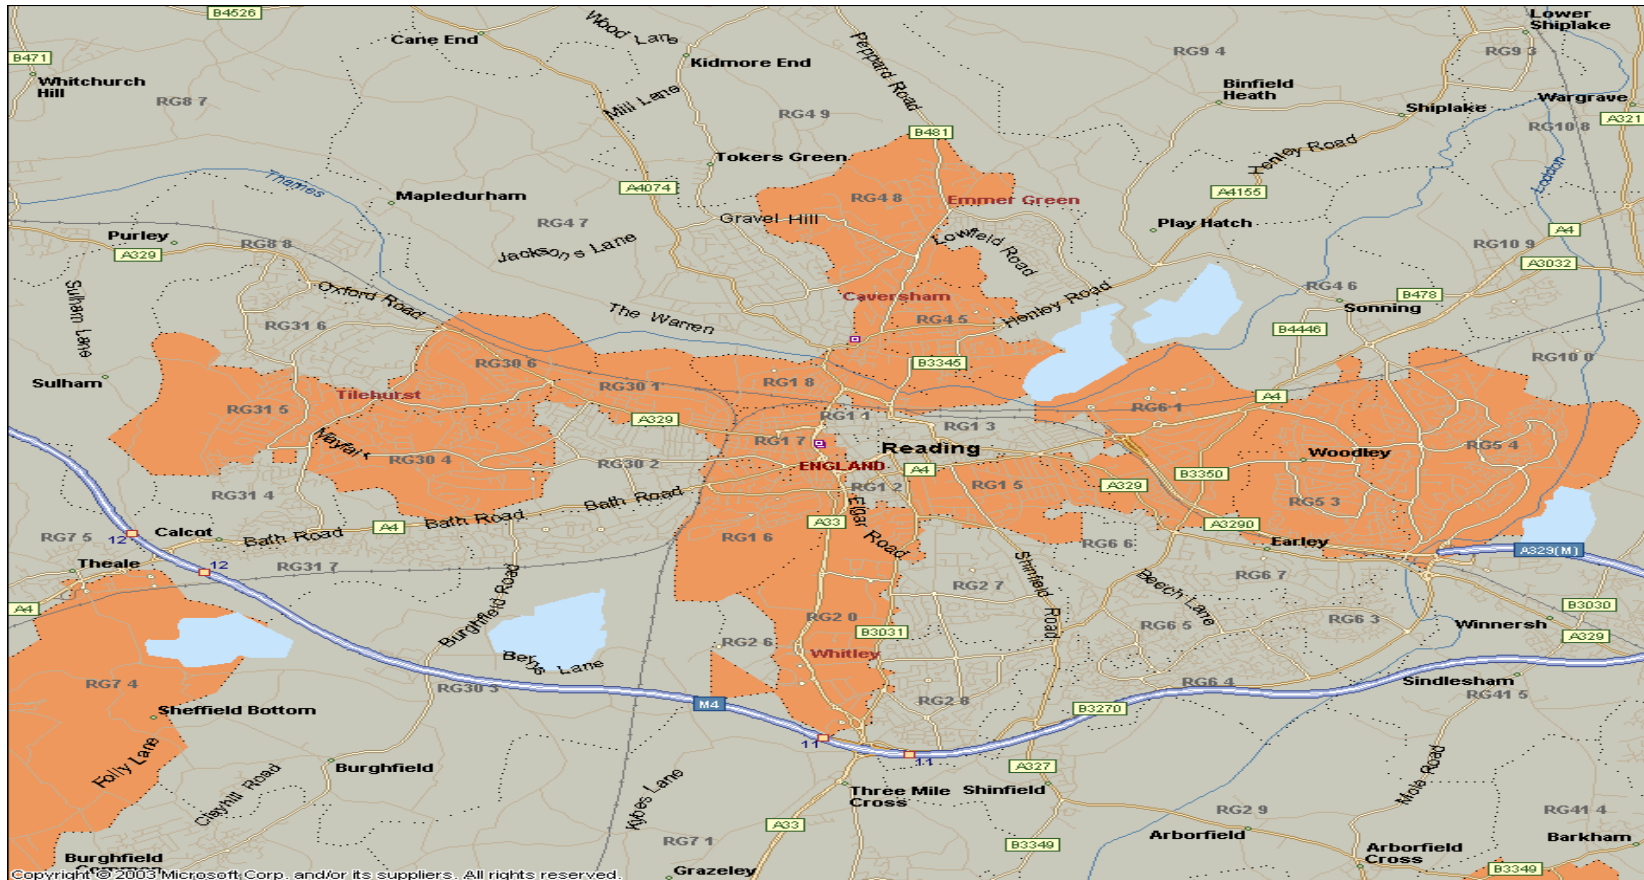 B4526
Wood Lane
Lower
Shiplake
Cane End
Peppard Road
RG9 4
RG9 3
B471
Kidmore End
Whitchurch
Hill
Binfield
Heath
RG8 7
Mill Lane
RG4 9
Shiplake
Wargrave
A321
RG10 8
B481
Henley Road
Tokers Green
Thames
A4074
Mapledurham
RG4 8
Emmer Green
A4155
Loddon
Gravel Hill
RG4 7
Play Hatch
A4
Purley
RG8 8
Jackson's Lane
Lowfield Road
RG10 9
A329
A3032
Sulham Lane
Oxford Road
Caversham
RG4 6
B478
Sonning
The Warren
RG4 5
Henley Road
RG31 6
B4446
RG10 0
RG30 6
B3345
Sulham
RG30 1
RG1 8
Tilehurst
A4
RG31 5
A329
RG1 1
RG6 1
RG1 3
RG1 7
Reading
RG5 4
Woodley
RG30 4
RG30 2
ENGLAND
A4
B3350
RG31 4
Bath Road
RG1 2
RG1 5
A329
RG5 3
Bath Road
Elgar Road
A33
A3290
Calcot
A4
Bath Road
RG7 5
12
RG1 6
RG6 6
Earley
A329(M)
Theale
12
RG31 7
Shinfield Road
RG2 7
Beech Lane
RG6 7
A4
Burghfield Road
B3030
RG2 0
RG6 5
RG6 3
Winnersh
B3031
A329
RG2 6
Whitley
RG7 4
RG30 3
RG6 4
Sindlesham
RG41 5
M4
RG2 8
B3270
Sheffield Bottom
11
11
Folly Lane
Burghfield
A327
Clayhill Road
Three Mile
Cross
Shinfield
Mole Road
RG2 9
RG41 4
A33
Arborfield
Barkham
RG7 1
B3349
Arborfield
Cross
Burghfield
Grazeley
B3349
Copyright © 2003 Microsoft Corp. and/or its suppliers. All rights reserved.